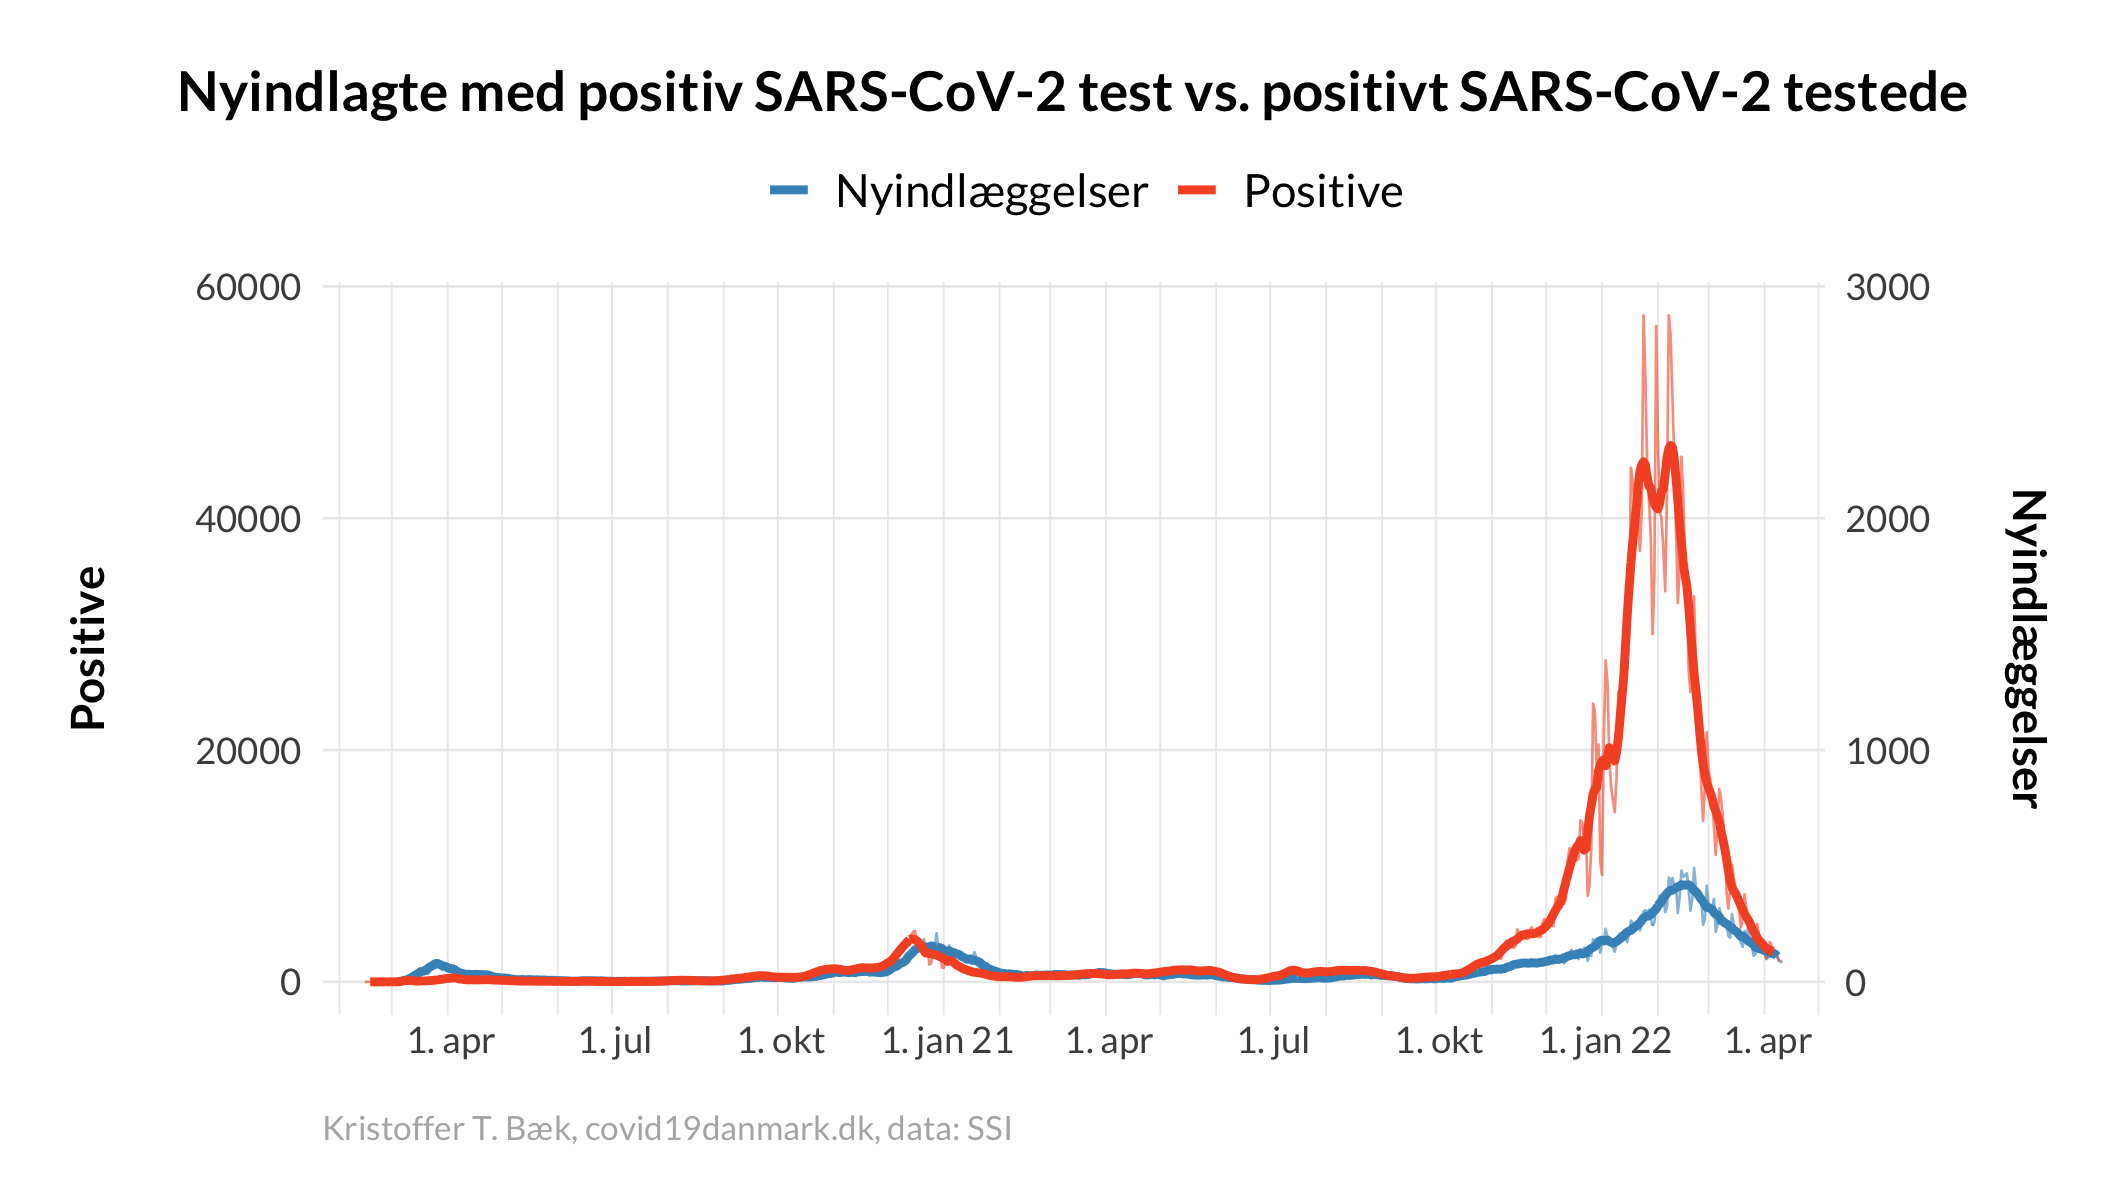 Nyindlagte med positiv SARS-CoV-2 test vs. positivt SARS-CoV-2 testede
Nyindlæggelser Positive
60000 3000
40000 2000
20000 1000
0 0
Positive
Nyindlæggelser
1. apr 1. jul 1. okt 1. jan 21 1. apr 1. jul 1. okt 1. jan 22 1. apr
Kristoffer T. Bæk, covid19danmark.dk, data: SSI